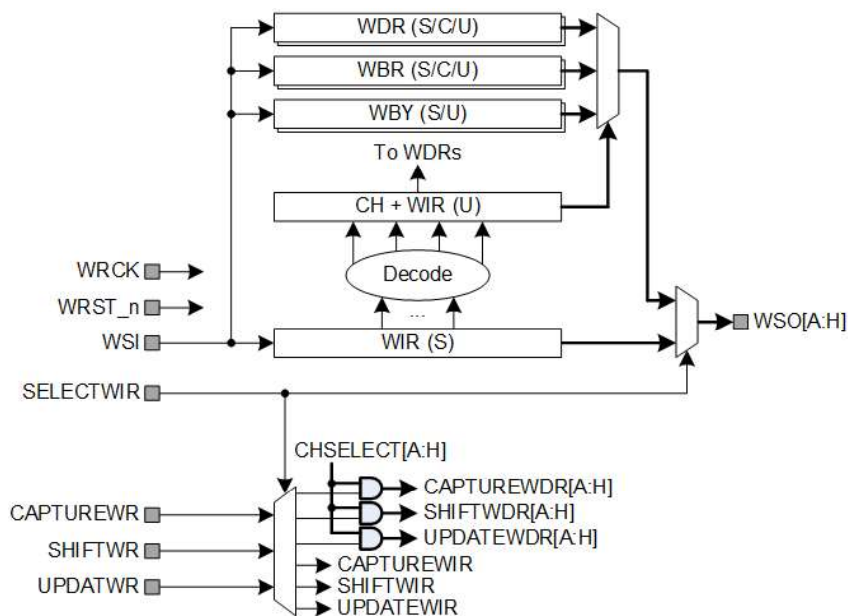 WDR (S/C/U)
WBR (S/C/U)
WBY (S/U)
To WDRs
CH + WIR (U)
Decode
...
WRCK
WRST_n
WSI
WIR (S)
WSO[A:H]
SELECTWIR
CHSELECT[A:H]
CAPTUREWDR[A:H]
CAPTUREWR
SHIFTWDR[A:H]
UPDATEWDR[A:H]
SHIFTWR
CAPTUREWIR
UPDATWR
SHIFTWIR
UPDATEWIR